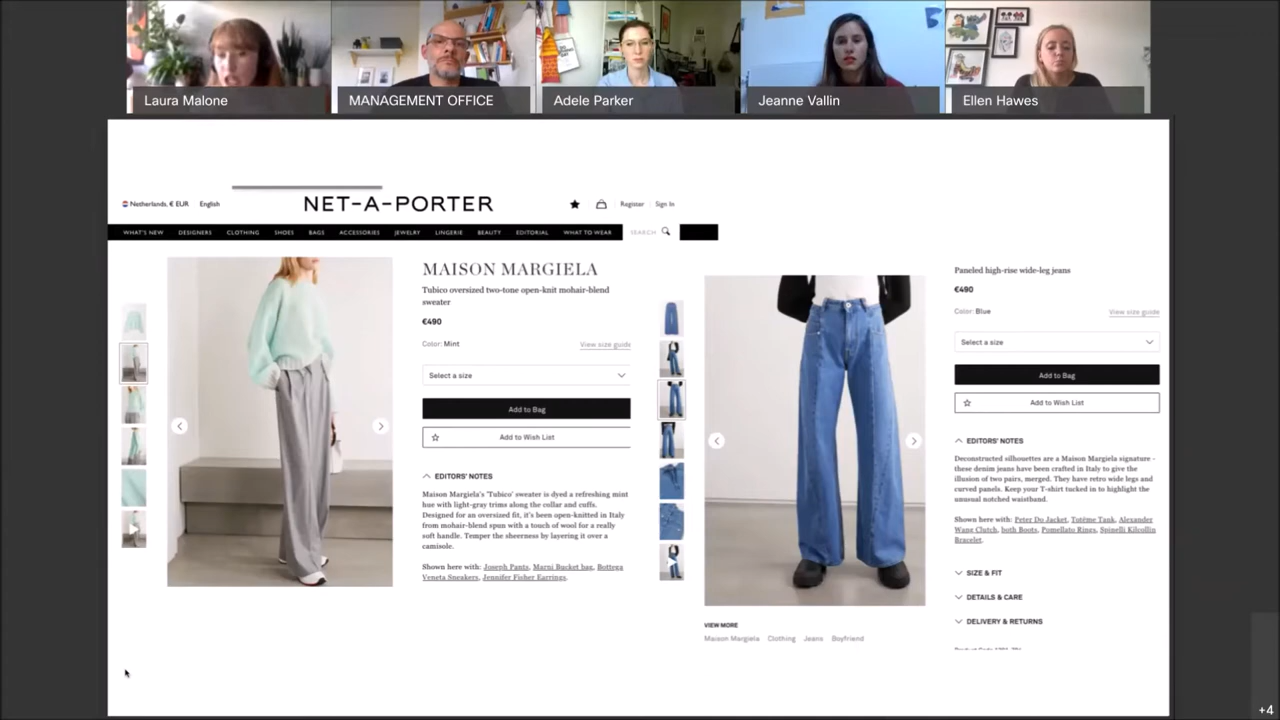 Laura Malone
MANAGEMENT OFFICE
Adele Parker
Jeanne Vallin
Ellen Hawes
Netherlands, € EUR
English
NET-A-PORTER
Register
Sign In
WHAT'S NEW DESIGNERS CLOTHING SHOES BAGS ACCESSORIES JEWELRY LINGERIE BEAUTY EDITORIAL WHAT TO WEAR
SEARCH
MAISON MARGIELA
Tubico oversized two-tone open-knit mohair-blend
sweater
€490
Color: Mint
View size guide
Select a size
Add to Bag
Add to Wish List
EDITORS' NOTES
Maison Margiela's 'Tubico' sweater is dyed a refreshing mint
hue with light-gray trims along the collar and cuffs.
Designed for an oversized fit, it's been open-knitted in Italy
from mohair-blend spun with a touch of wool for a really
soft handle. Temper the sheerness by layering it over a
camisole.
Shown here with: Joseph Pants, Marni Bucket bag, Bottega
Veneta Sneakers, Jennifer Fisher Earrings.
Paneled high-rise wide-leg jeans
€490
Color: Blue
View size guide
Select a size
Add to Bag
Add to Wish List
EDITORS' NOTES
Deconstructed silhouettes are a Maison Margiela signature -
these denim jeans have been crafted in Italy to give the
illusion of two pairs, merged. They have retro wide legs and
curved panels. Keep your T-shirt tucked in to highlight the
unusual notched waistband.
Shown here with: Peter Do Jacket, Totême Tank, Alexander
Wang Clutch, both Boots, Pomellato Rings, Spinelli Kilcollin
Bracelet.
SIZE & FIT
DETAILS & CARE
DELIVERY & RETURNS
VIEW MORE
Maison Margiela Clothing Jeans Boyfriend
+4